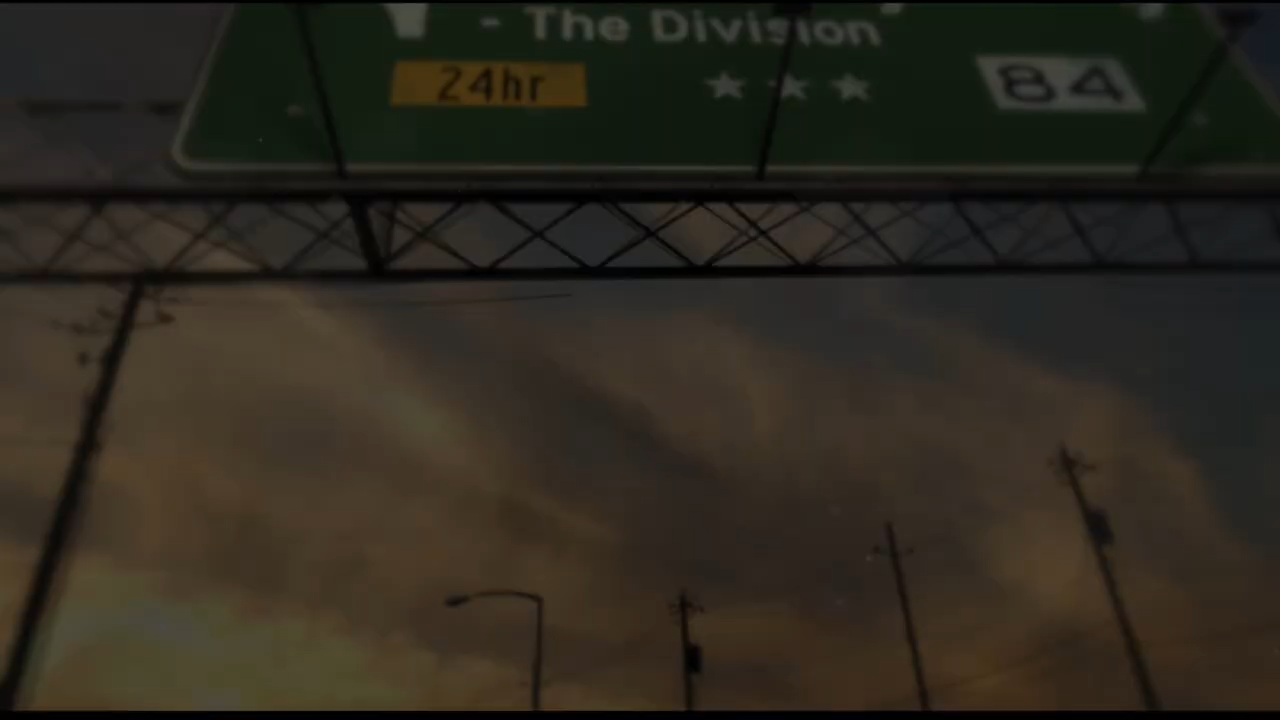 - The Division
24hr ★ ★ ★ 84